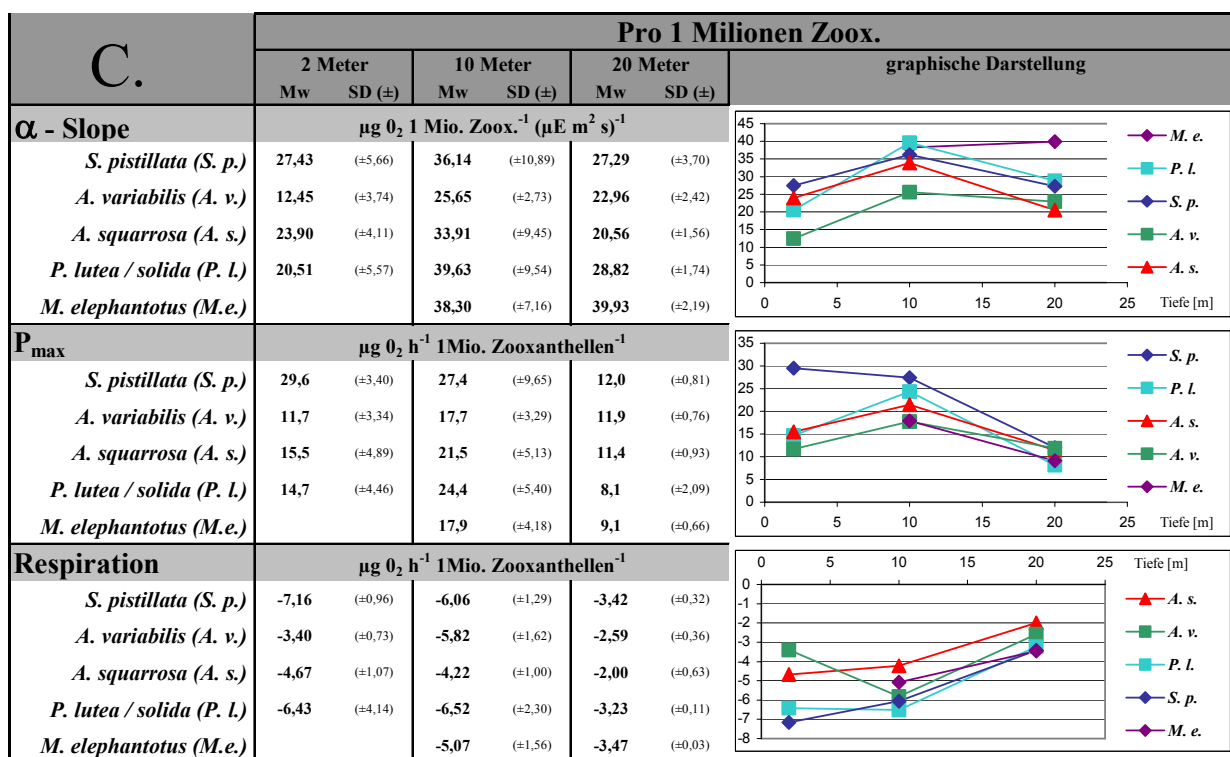 C.
Pro 1 Milionen Zoox.
2 Meter 10 Meter 20 Meter graphische Darstellung
Mw SD (±) Mw SD (±) Mw SD (±)
α - Slope µg 0₂ 1 Mio. Zoox.⁻¹ (µE m² s)⁻¹
S. pistillata (S. p.) 27,43 (±5,66) 36,14 (±10,89) 27,29 (±3,70)
A. variabilis (A. v.) 12,45 (±3,74) 25,65 (±2,73) 22,96 (±2,42)
A. squarrosa (A. s.) 23,90 (±4,11) 33,91 (±9,45) 20,56 (±1,56)
P. lutea / solida (P. l.) 20,51 (±5,57) 39,63 (±9,54) 28,82 (±1,74)
M. elephantotus (M.e.) 38,30 (±7,16) 39,93 (±2,19)
45
40
35
30
25
20
15
10
5
0
0 5 10 15 20 25 Tiefe [m]
M. e.
P. l.
S. p.
A. v.
A. s.
Pmax µg 0₂ h⁻¹ 1Mio. Zooxanthellen⁻¹
S. pistillata (S. p.) 29,6 (±3,40) 27,4 (±9,65) 12,0 (±0,81)
A. variabilis (A. v.) 11,7 (±3,34) 17,7 (±3,29) 11,9 (±0,76)
A. squarrosa (A. s.) 15,5 (±4,89) 21,5 (±5,13) 11,4 (±0,93)
P. lutea / solida (P. l.) 14,7 (±4,46) 24,4 (±5,40) 8,1 (±2,09)
M. elephantotus (M.e.) 17,9 (±4,18) 9,1 (±0,66)
35
30
25
20
15
10
5
0
0 5 10 15 20 25 Tiefe [m]
S. p.
P. l.
A. s.
A. v.
M. e.
Respiration µg 0₂ h⁻¹ 1Mio. Zooxanthellen⁻¹
S. pistillata (S. p.) -7,16 (±0,96) -6,06 (±1,29) -3,42 (±0,32)
A. variabilis (A. v.) -3,40 (±0,73) -5,82 (±1,62) -2,59 (±0,36)
A. squarrosa (A. s.) -4,67 (±1,07) -4,22 (±1,00) -2,00 (±0,63)
P. lutea / solida (P. l.) -6,43 (±4,14) -6,52 (±2,30) -3,23 (±0,11)
M. elephantotus (M.e.) -5,07 (±1,56) -3,47 (±0,03)
0 5 10 15 20 25 Tiefe [m]
0
-1
-2
-3
-4
-5
-6
-7
-8
A. s.
A. v.
P. l.
S. p.
M. e.